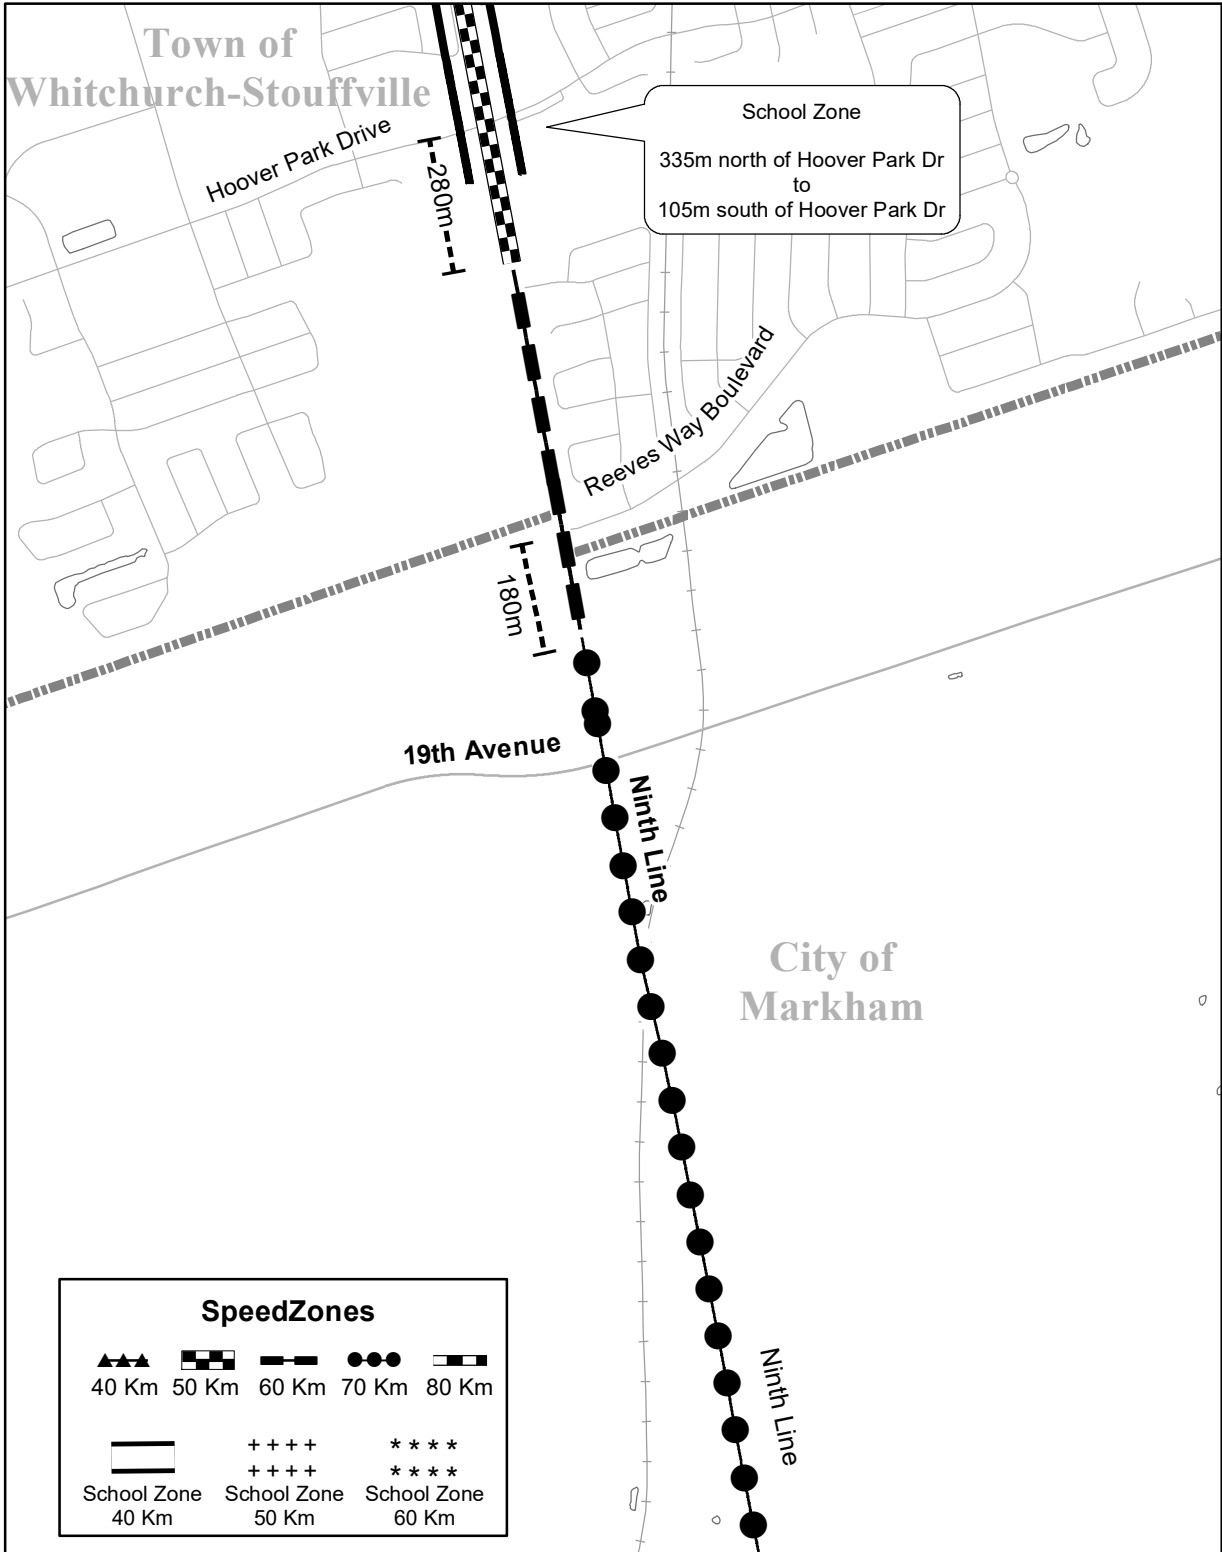 Town of
Whitchurch-Stouffville
Hoover Park Drive
280m
School Zone
335m north of Hoover Park Dr
to
105m south of Hoover Park Dr
Reeves Way Boulevard
180m
19th Avenue
Ninth Line
City of
Markham
Ninth Line
SpeedZones
40 Km 50 Km 60 Km 70 Km 80 Km
+ + + + * * * *
+ + + + * * * *
School Zone School Zone School Zone
40 Km 50 Km 60 Km